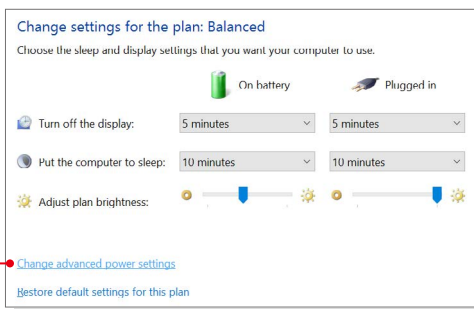 Change settings for the plan: Balanced
Choose the sleep and display settings that you want your computer to use.
On battery Plugged in
Turn off the display: 5 minutes 5 minutes
Put the computer to sleep: 10 minutes 10 minutes
Adjust plan brightness:
Change advanced power settings
Restore default settings for this plan